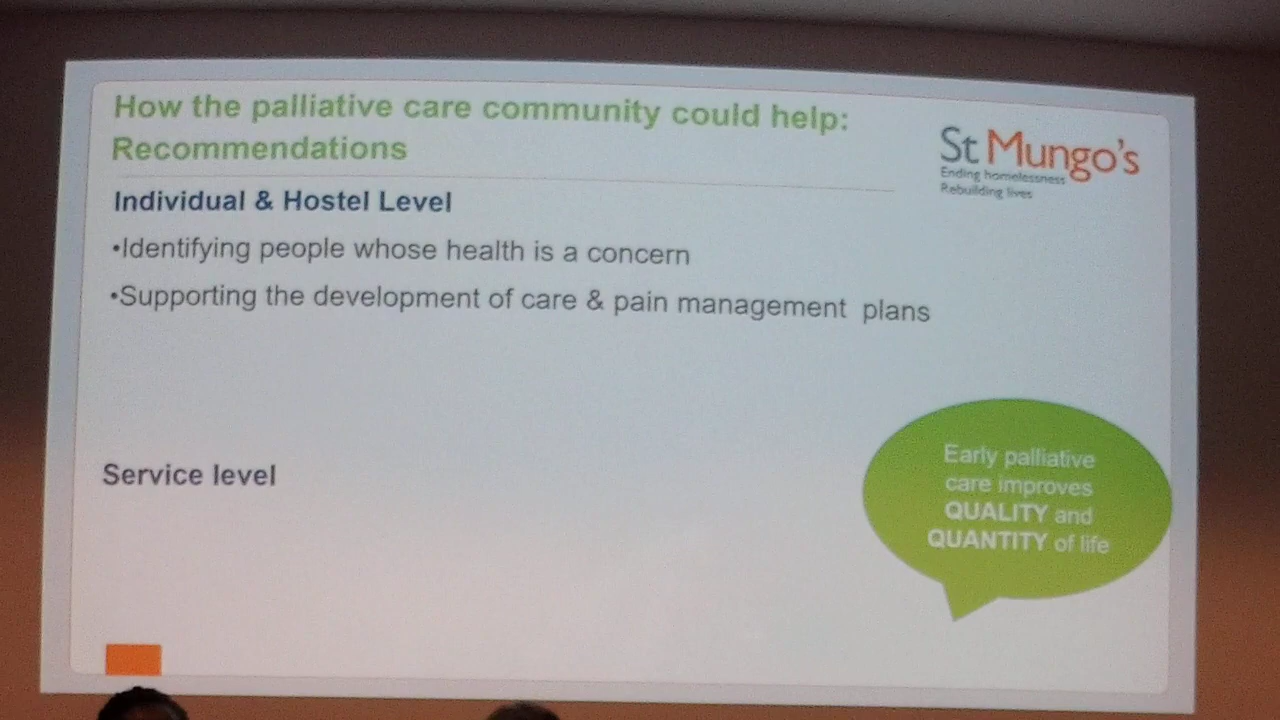 How the palliative care community could help:
Recommendations
St Mungo's
Ending homelessness
Rebuilding lives
Individual & Hostel Level
•Identifying people whose health is a concern
•Supporting the development of care & pain management plans
Service level
Early palliative
care improves
QUALITY and
QUANTITY of life